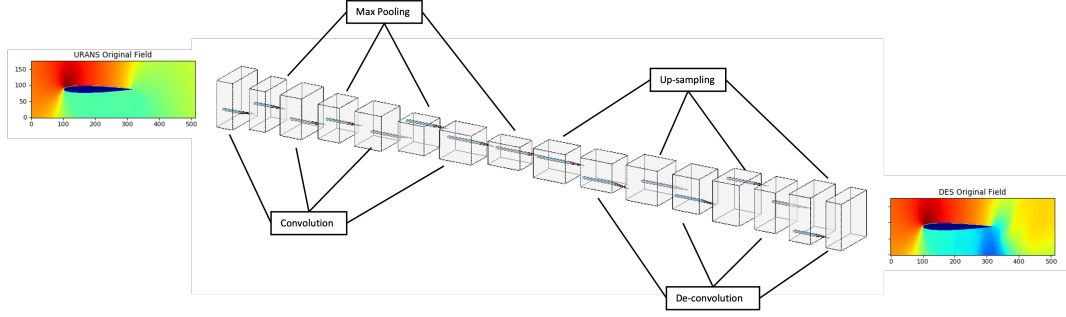 Max Pooling
URANS Original Field
150
100
50
0
0 100 200 300 400 500
Up-sampling
Convolution
DES Original Field
0 100 200 300 400 500
De-convolution